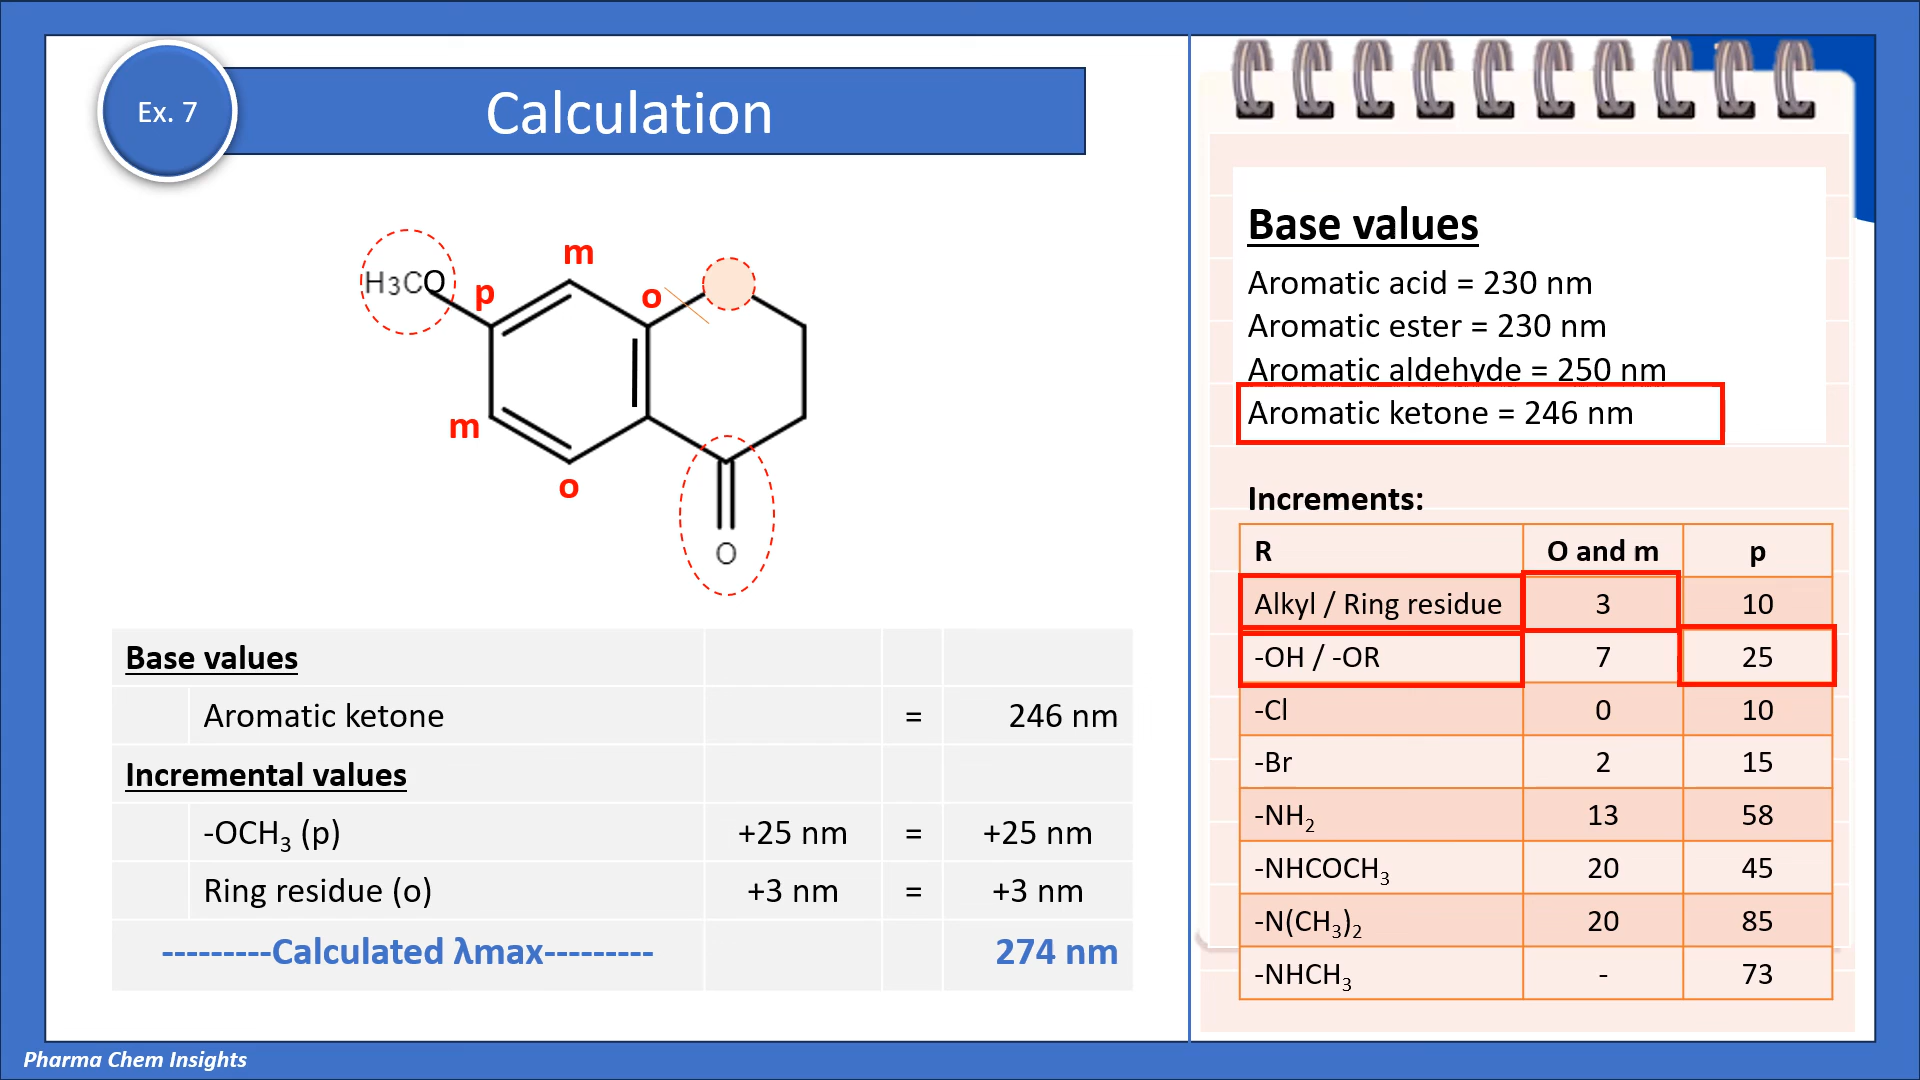 Ex. 7
Calculation
H3CO
p
m
o
m
o
O
Base values
Aromatic ketone = 246 nm
Incremental values
-OCH₃ (p) +25 nm = +25 nm
Ring residue (o) +3 nm = +3 nm
---------Calculated λmax--------- 274 nm
Base values
Aromatic acid = 230 nm
Aromatic ester = 230 nm
Aromatic aldehyde = 250 nm
Aromatic ketone = 246 nm
Increments:
R O and m p
Alkyl / Ring residue 3 10
-OH / -OR 7 25
-Cl 0 10
-Br 2 15
-NH₂ 13 58
-NHCOCH₃ 20 45
-N(CH₃)₂ 20 85
-NHCH₃ - 73
Pharma Chem Insights